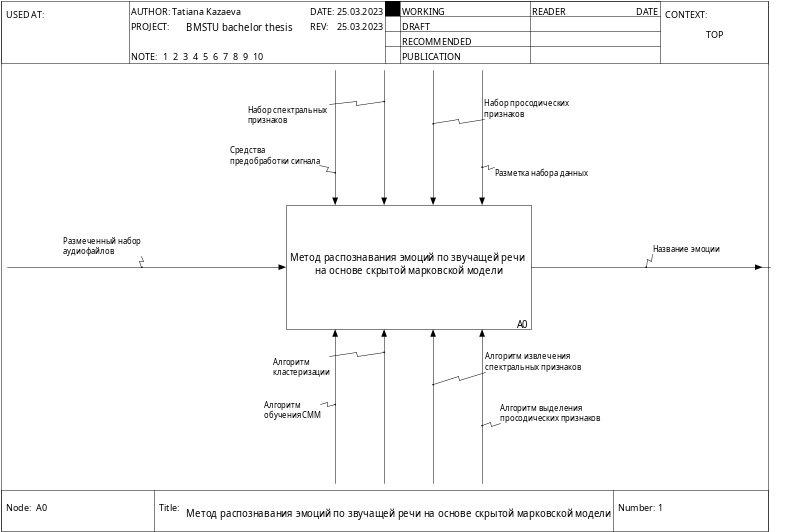 USED AT:
AUTHOR: Tatiana Kazaeva
DATE: 25.03.2023
PROJECT: BMSTU bachelor thesis
REV: 25.03.2023
NOTE: 1 2 3 4 5 6 7 8 9 10
WORKING
DRAFT
RECOMMENDED
PUBLICATION
READER
DATE
CONTEXT:
TOP
Набор спектральных
признаков
Набор просодических
признаков
Средства
предобработки сигнала
Разметка набора данных
Размеченный набор
аудиофайлов
Название эмоции
Метод распознавания эмоций по звучащей речи
на основе скрытой марковской модели
A0
Алгоритм
кластеризации
Алгоритм извлечения
спектральных признаков
Алгоритм
обучения СММ
Алгоритм выделения
просодических признаков
Node: A0
Title: Метод распознавания эмоций по звучащей речи на основе скрытой марковской модели
Number: 1